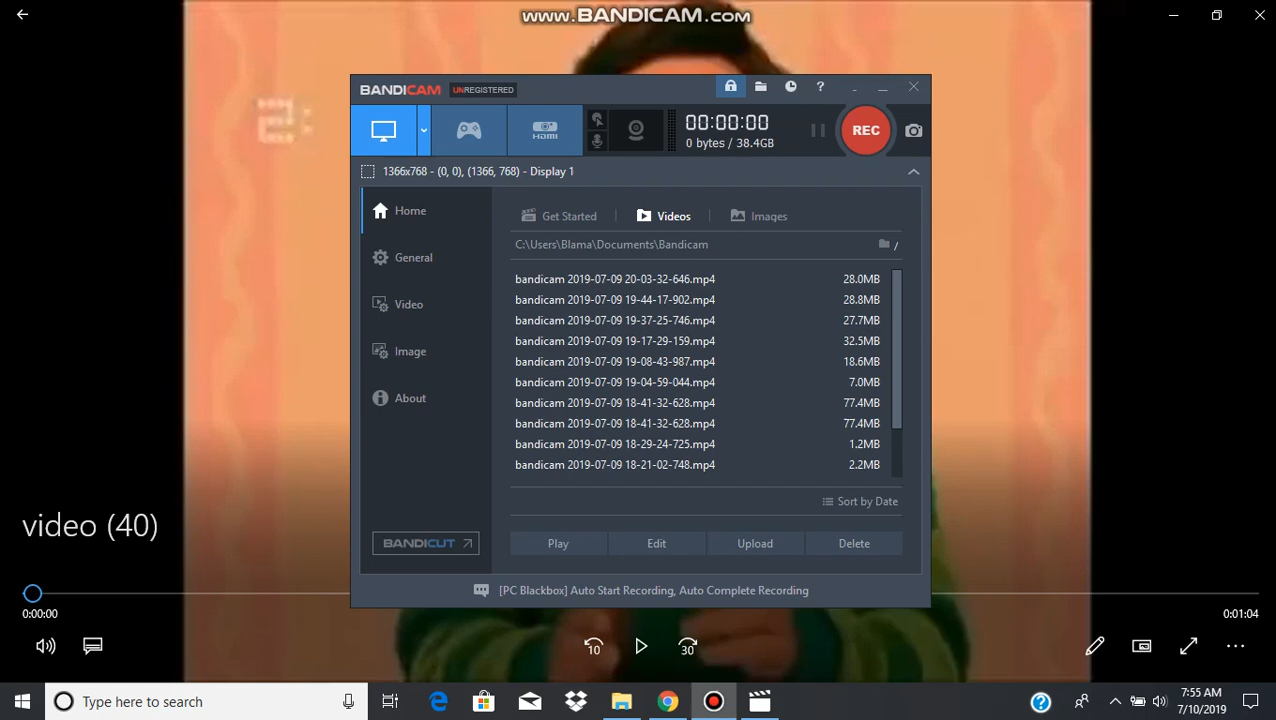 www.BANDICAM.com
BANDICAM UNREGISTERED
?
HDMI
00:00:00
0 bytes / 38.4GB
REC
1366x768 - (0, 0), (1366, 768) - Display 1
Home
General
Video
Image
About
BANDICUT
Get Started
Videos
Images
C:\Users\Blama\Documents\Bandicam
/
bandicam 2019-07-09 20-03-32-646.mp4 28.0MB
bandicam 2019-07-09 19-44-17-902.mp4 28.8MB
bandicam 2019-07-09 19-37-25-746.mp4 27.7MB
bandicam 2019-07-09 19-17-29-159.mp4 32.5MB
bandicam 2019-07-09 19-08-43-987.mp4 18.6MB
bandicam 2019-07-09 19-04-59-044.mp4 7.0MB
bandicam 2019-07-09 18-41-32-628.mp4 77.4MB
bandicam 2019-07-09 18-41-32-628.mp4 77.4MB
bandicam 2019-07-09 18-29-24-725.mp4 1.2MB
bandicam 2019-07-09 18-21-02-748.mp4 2.2MB
Sort by Date
Play Edit Upload Delete
[PC Blackbox] Auto Start Recording, Auto Complete Recording
2:
video (40)
0:00:00
0:01:04
10
30
Type here to search
7:55 AM
7/10/2019